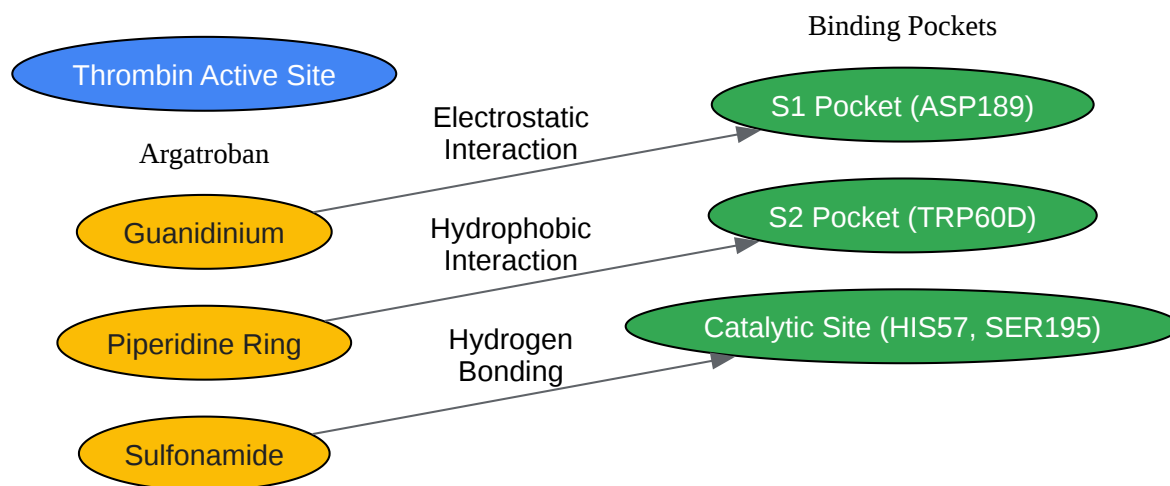 Binding Pockets
Thrombin Active Site
S1 Pocket (ASP189)
Electrostatic
Interaction
Argatroban
Guanidinium
S2 Pocket (TRP60D)
Hydrophobic
Interaction
Piperidine Ring
Catalytic Site (HIS57, SER195)
Hydrogen
Bonding
Sulfonamide